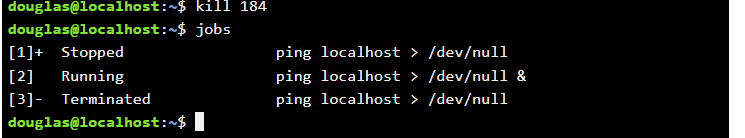 douglas@localhost:~$ kill 184
douglas@localhost:~$ jobs
[1]+  Stopped                 ping localhost > /dev/null
[2]   Running                 ping localhost > /dev/null &
[3]-  Terminated              ping localhost > /dev/null
douglas@localhost:~$